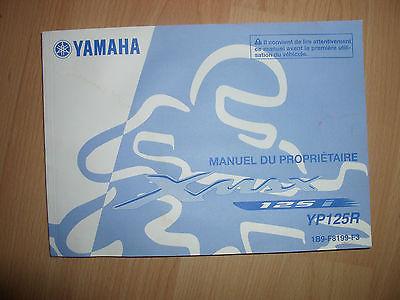 YAMAHA
Il convient de lire attentivement
ce manuel avant la première utili-
sation du véhicule.
MANUEL DU PROPRIÉTAIRE
XMAX
125 i
YP125R
1B9-F8199-F3